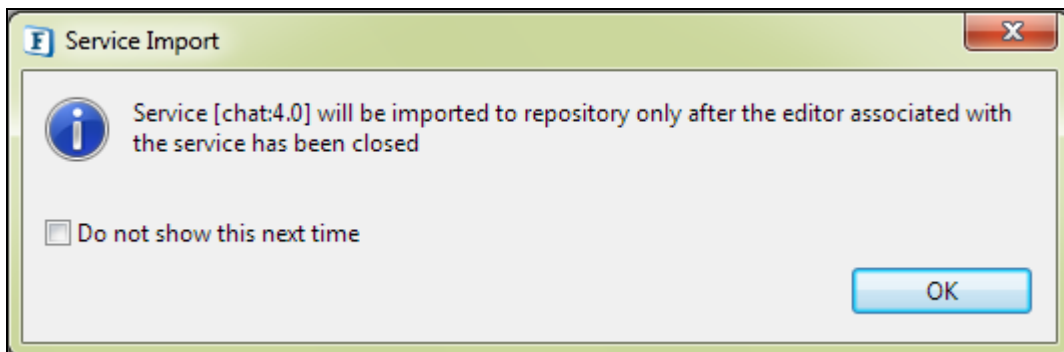 F Service Import
Service [chat:4.0] will be imported to repository only after the editor associated with
the service has been closed
Do not show this next time
OK